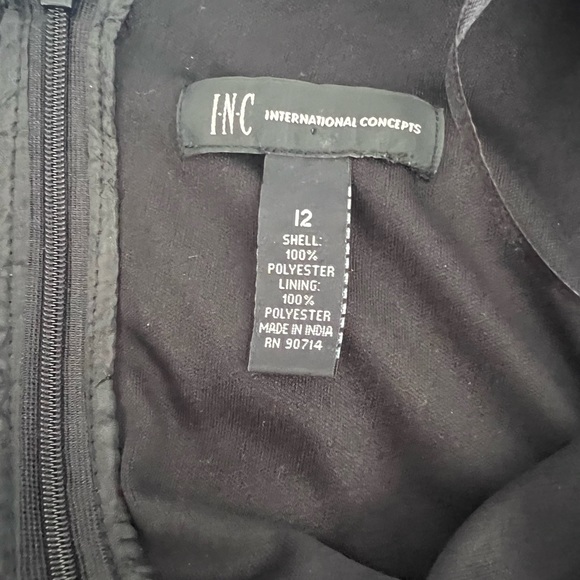 I·N·C INTERNATIONAL CONCEPTS
12
SHELL:
100%
POLYESTER
LINING:
100%
POLYESTER
MADE IN INDIA
RN 90714